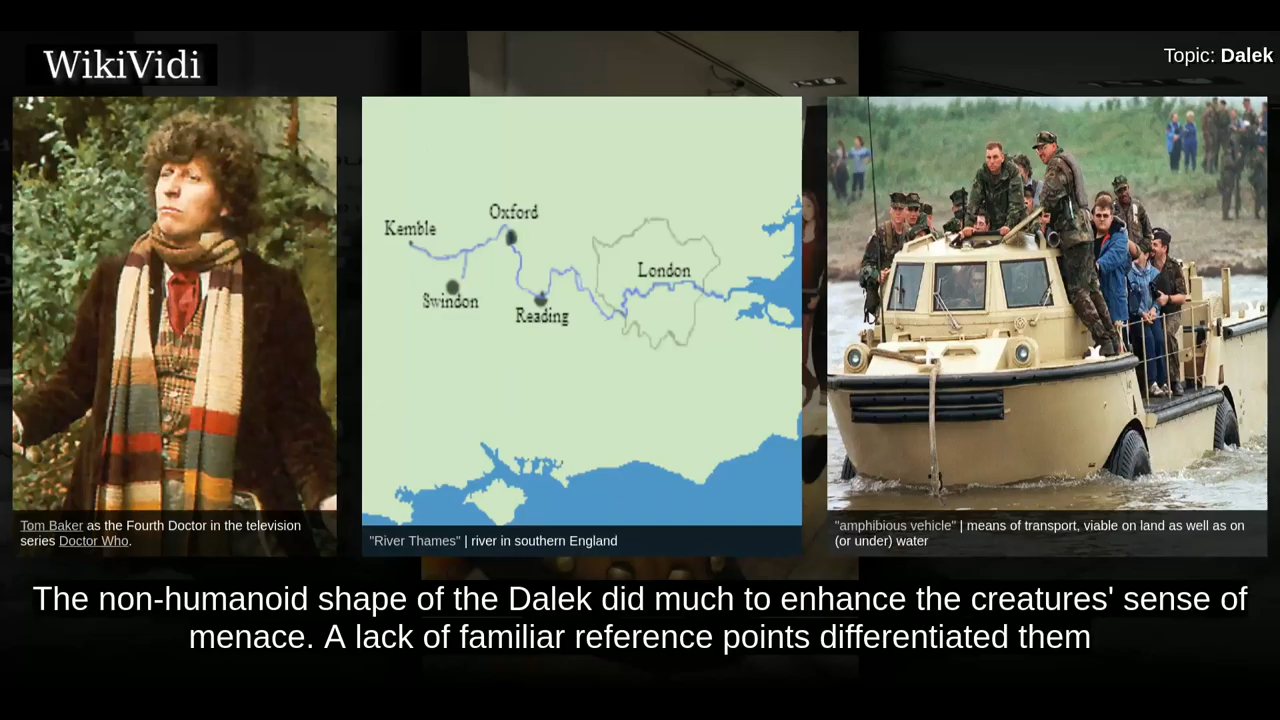 WikiVidi
Topic: Dalek
Kemble
Oxford
Swindon
Reading
London
Tom Baker as the Fourth Doctor in the television
series Doctor Who.
"River Thames" | river in southern England
"amphibious vehicle" | means of transport, viable on land as well as on
(or under) water
The non-humanoid shape of the Dalek did much to enhance the creatures' sense of
menace. A lack of familiar reference points differentiated them